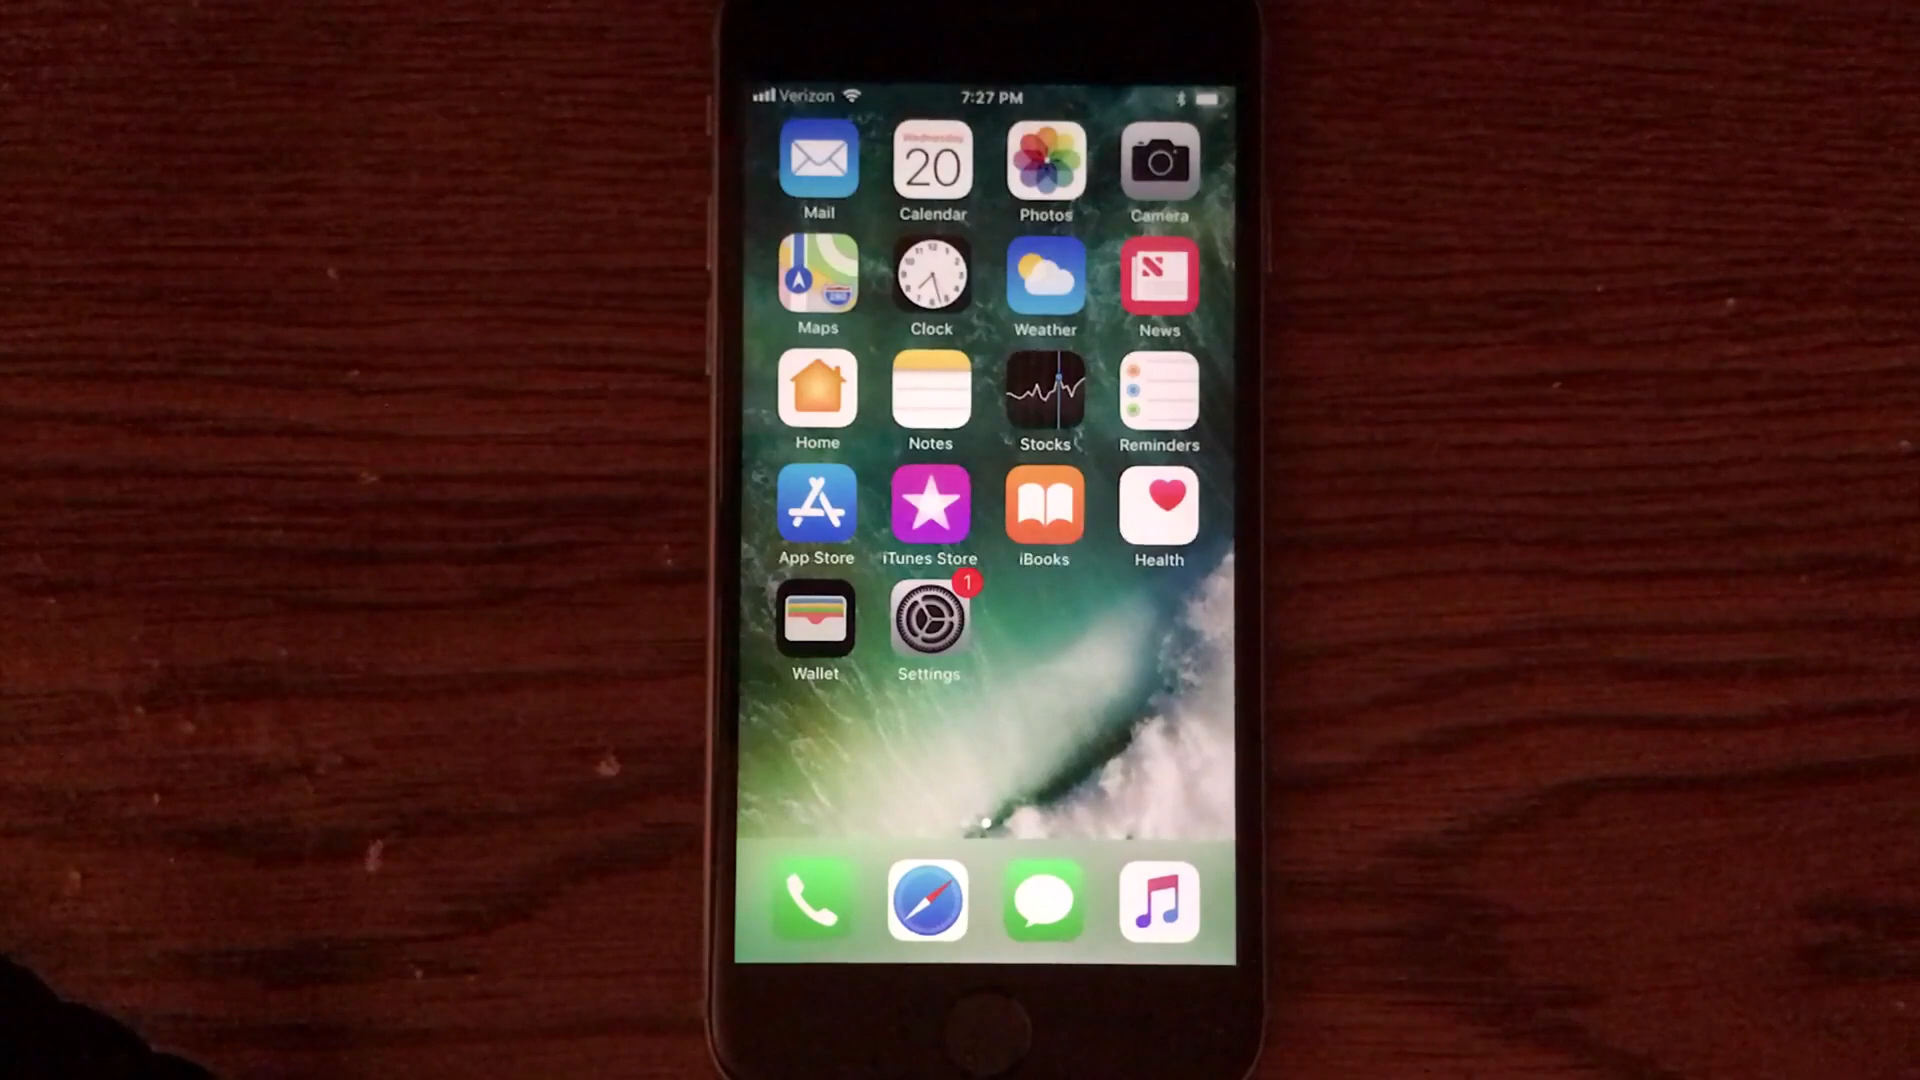 Verizon 7:27 PM
Wednesday
20
Mail Calendar Photos Camera
Maps Clock Weather News
Home Notes Stocks Reminders
App Store iTunes Store iBooks Health
1
Wallet Settings